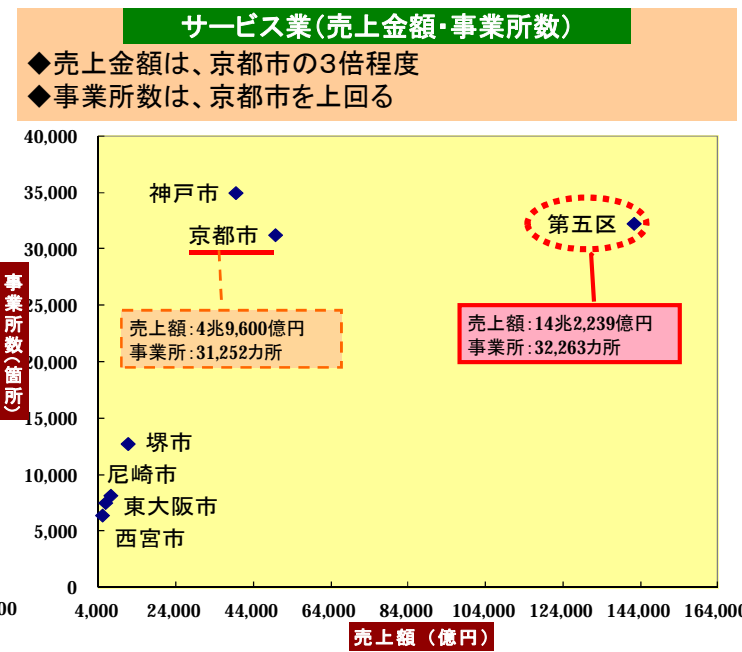 サービス業（売上金額・事業所数）
◆売上金額は、京都市の３倍程度
◆事業所数は、京都市を上回る
40,000
35,000
30,000
25,000
20,000
15,000
10,000
5,000
0
事業所数（箇所）
神戸市
京都市
第五区
売上額：4兆9,600億円
事業所：31,252カ所
売上額：14兆2,239億円
事業所：32,263カ所
堺市
尼崎市
東大阪市
西宮市
00
4,000 24,000 44,000 64,000 84,000 104,000 124,000 144,000 164,000
売上額（億円）